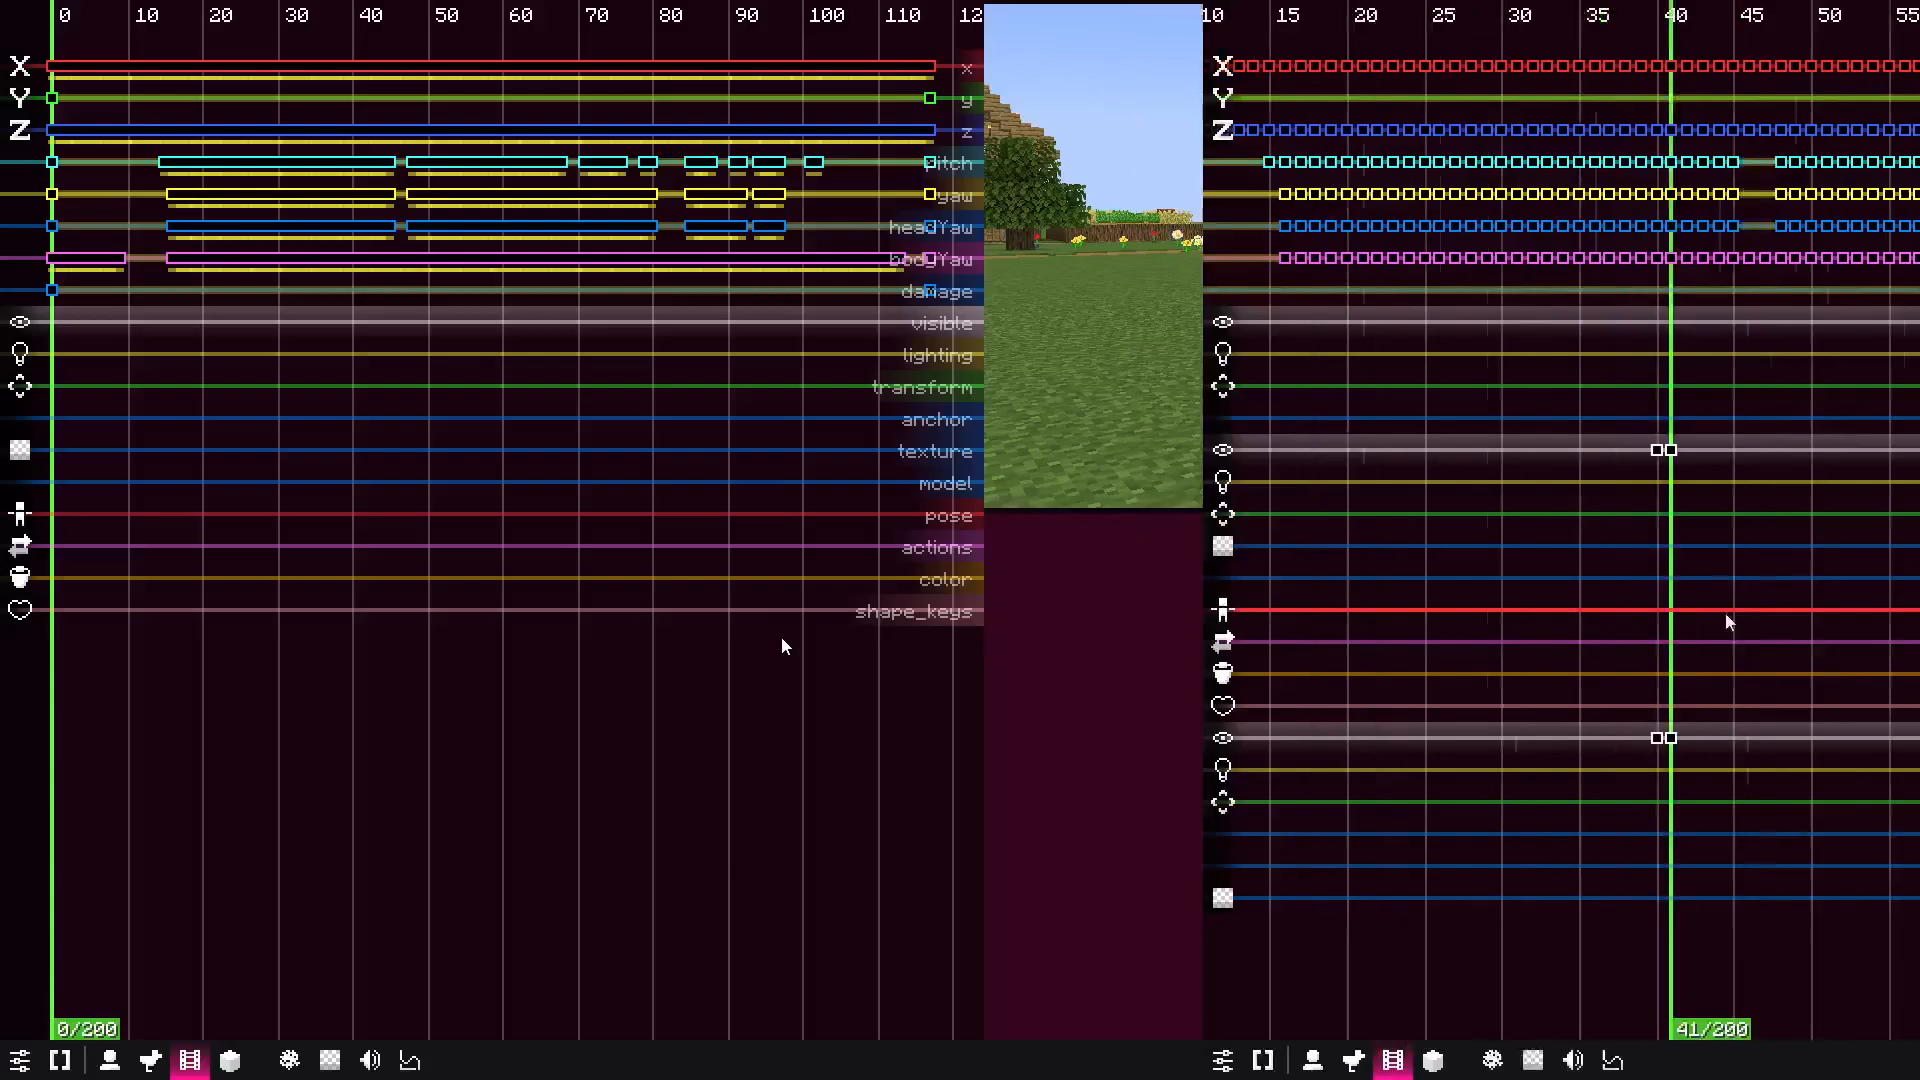 0 10 20 30 40 50 60 70 80 90 100 110 12
10 15 20 25 30 35 40 45 50 55
X x X
Y y Y
Z z Z
pitch
yaw
headYaw
bodyYaw
damage
visible
lighting
transform
anchor
texture
model
pose
actions
color
shape_keys
0/200
41/200